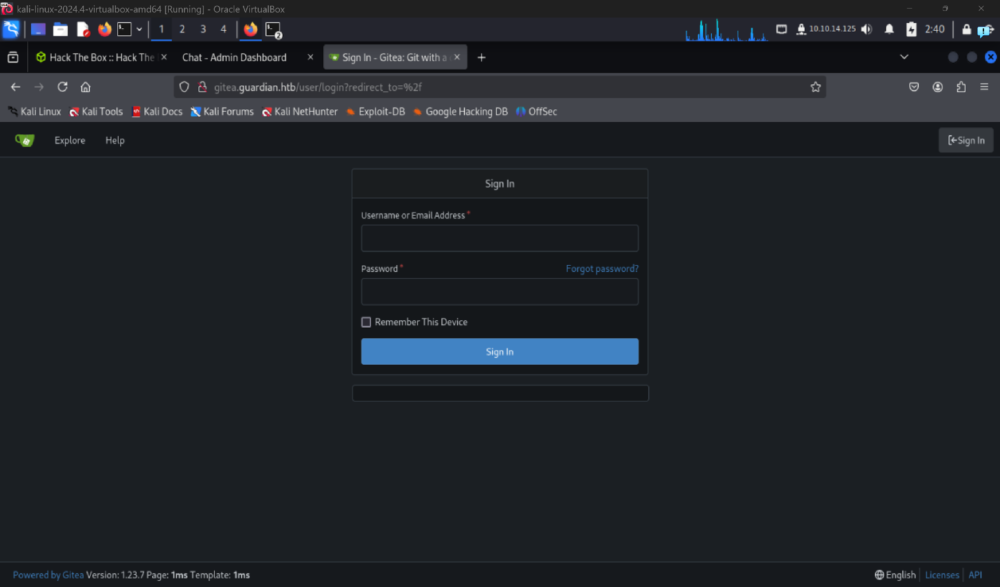 x64
kali-linux-2024.4-virtualbox-amd64 [Running] - Oracle VirtualBox
$- 1 2 3 4 $- 2 10.10.14.125 2:40
Hack The Box :: Hack The Chat - Admin Dashboard Sign In - Gitea: Git with a
gitea.guardian.htb/user/login?redirect_to=%2f
Kali Linux Kali Tools Kali Docs Kali Forums Kali NetHunter Exploit-DB Google Hacking DB OffSec
Explore Help Sign In
Sign In
Username or Email Address *
Password * Forgot password?
Remember This Device
Sign In
Powered by Gitea Version: 1.23.7 Page: 1ms Template: 1ms English Licenses API